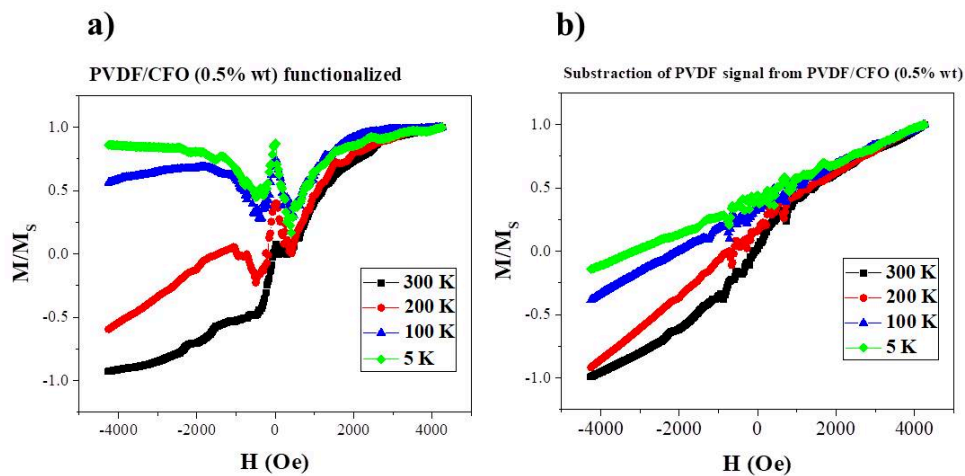 a)
PVDF/CFO (0.5% wt) functionalized
M/MS
1.0
0.5
0.0
-0.5
-1.0
300 K
200 K
100 K
5 K
-4000 -2000 0 2000 4000
H (Oe)
b)
Substraction of PVDF signal from PVDF/CFO (0.5% wt)
M/MS
1.0
0.5
0.0
-0.5
-1.0
300 K
200 K
100 K
5 K
-4000 -2000 0 2000 4000
H (Oe)